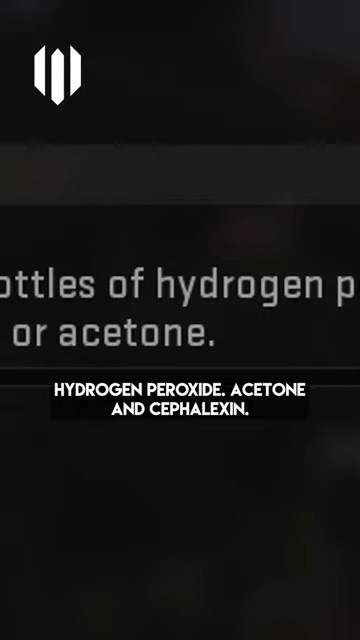 ottles of hydrogen p
or acetone.
HYDROGEN PEROXIDE. ACETONE
AND CEPHALEXIN.